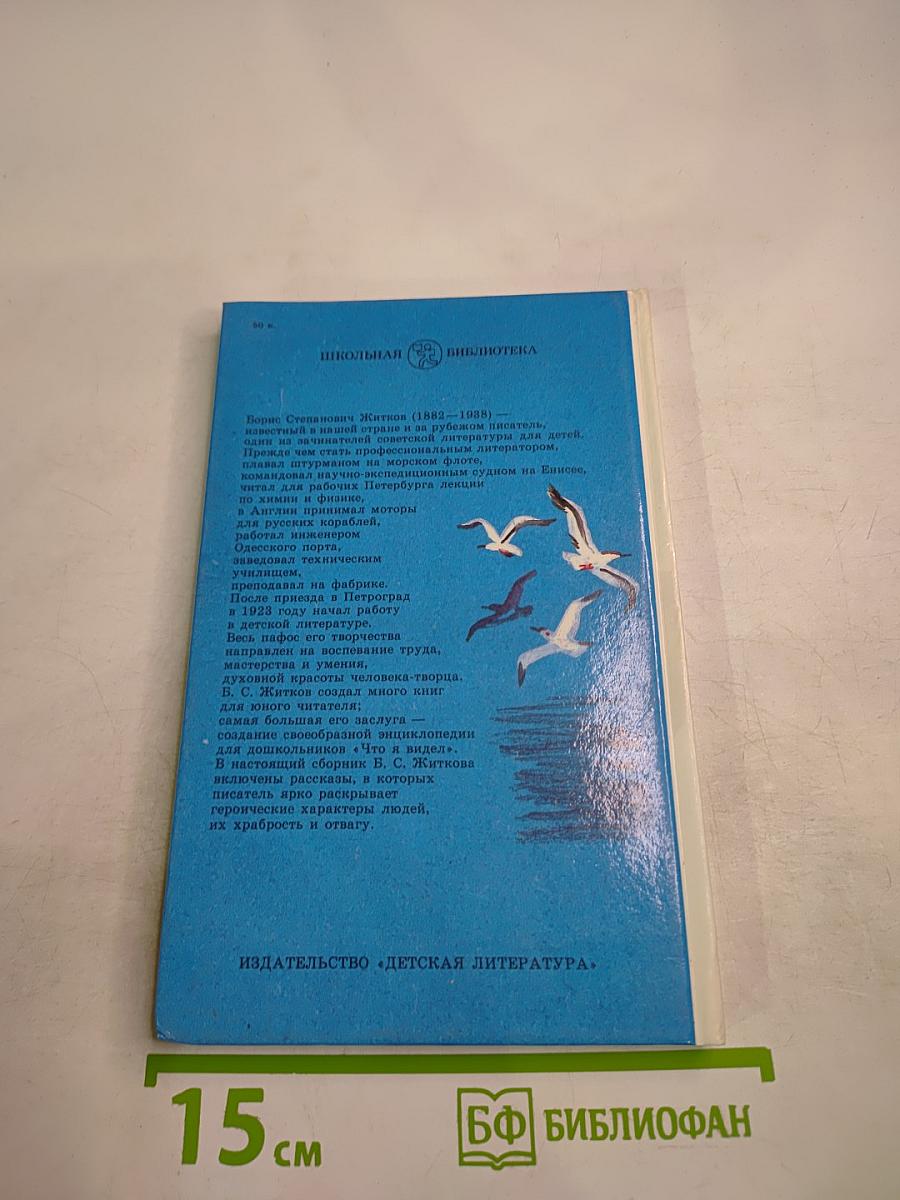 50 к.
ШКОЛЬНАЯ БИБЛИОТЕКА
Борис Степанович Житков (1882—1938) —
известный в нашей стране и за рубежом писатель,
один из зачинателей советской литературы для детей.
Прежде чем стать профессиональным литератором,
плавал штурманом на морском флоте,
командовал научно-экспедиционным судном на Енисее,
читал для рабочих Петербурга лекции
по химии и физике,
в Англии принимал моторы
для русских кораблей,
работал инженером
Одесского порта,
заведовал техническим
училищем,
преподавал на фабрике.
После приезда в Петроград
в 1923 году начал работу
в детской литературе.
Весь пафос его творчества
направлен на воспевание труда,
мастерства и умения,
духовной красоты человека-творца.
Б. С. Житков создал много книг
для юного читателя;
самая большая его заслуга —
создание своеобразной энциклопедии
для дошкольников «Что я видел».
В настоящий сборник Б. С. Житкова
включены рассказы, в которых
писатель ярко раскрывает
героические характеры людей,
их храбрость и отвагу.
ИЗДАТЕЛЬСТВО «ДЕТСКАЯ ЛИТЕРАТУРА»
15 см
БФ БИБЛИОФАН